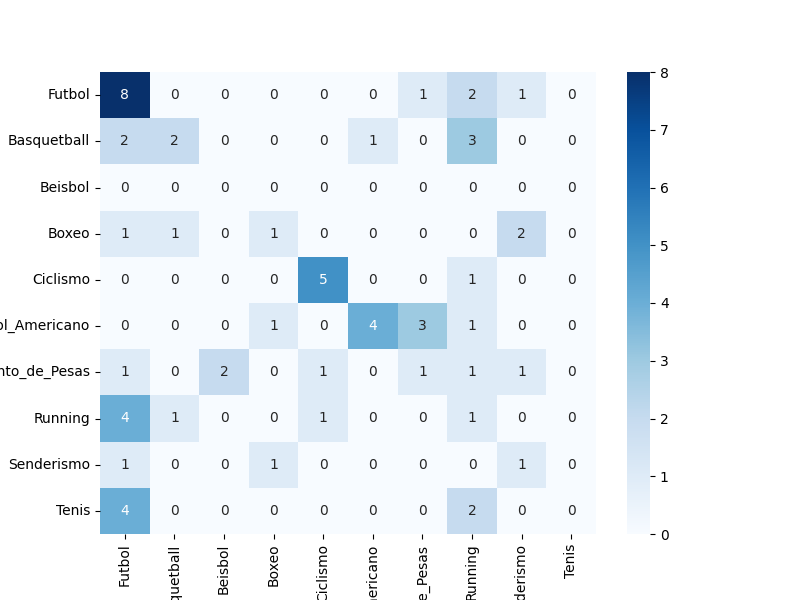 Futbol 8 0 0 0 0 0 1 2 1 0
Basquetball 2 2 0 0 0 1 0 3 0 0
Beisbol 0 0 0 0 0 0 0 0 0 0
Boxeo 1 1 0 1 0 0 0 0 2 0
Ciclismo 0 0 0 0 5 0 0 1 0 0
ol_Americano 0 0 0 1 0 4 3 1 0 0
nto_de_Pesas 1 0 2 0 1 0 1 1 1 0
Running 4 1 0 0 1 0 0 1 0 0
Senderismo 1 0 0 1 0 0 0 0 1 0
Tenis 4 0 0 0 0 0 0 2 0 0
Futbol
quetball
Beisbol
Boxeo
Ciclismo
ericano
e_Pesas
Running
derismo
Tenis
8
7
6
5
4
3
2
1
0